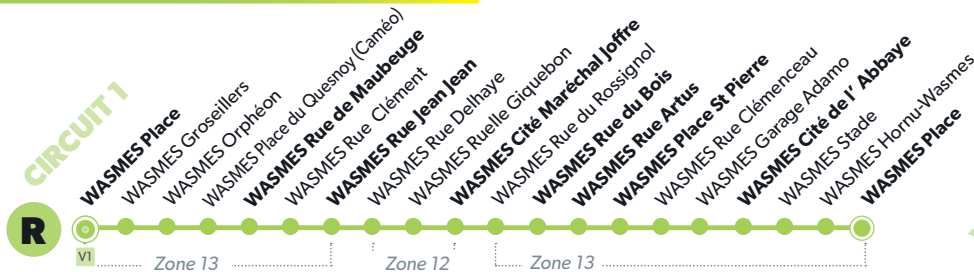 CIRCUIT 1
R
WASMES Place
WASMES Groseillers
WASMES Orphéon
WASMES Place du Quesnoy (Caméo)
WASMES Rue de Maubeuge
WASMES Rue Clément
WASMES Rue Jean Jean
WASMES Rue Delhaye
WASMES Ruelle Giquebon
WASMES Cité Maréchal Joffre
WASMES Rue du Rossignol
WASMES Rue du Bois
WASMES Rue Artus
WASMES Place St Pierre
WASMES Rue Clémenceau
WASMES Garage Adamo
WASMES Cité de l' Abbaye
WASMES Stade
WASMES Hornu-Wasmes
WASMES Place
V1
Zone 13
Zone 12
Zone 13